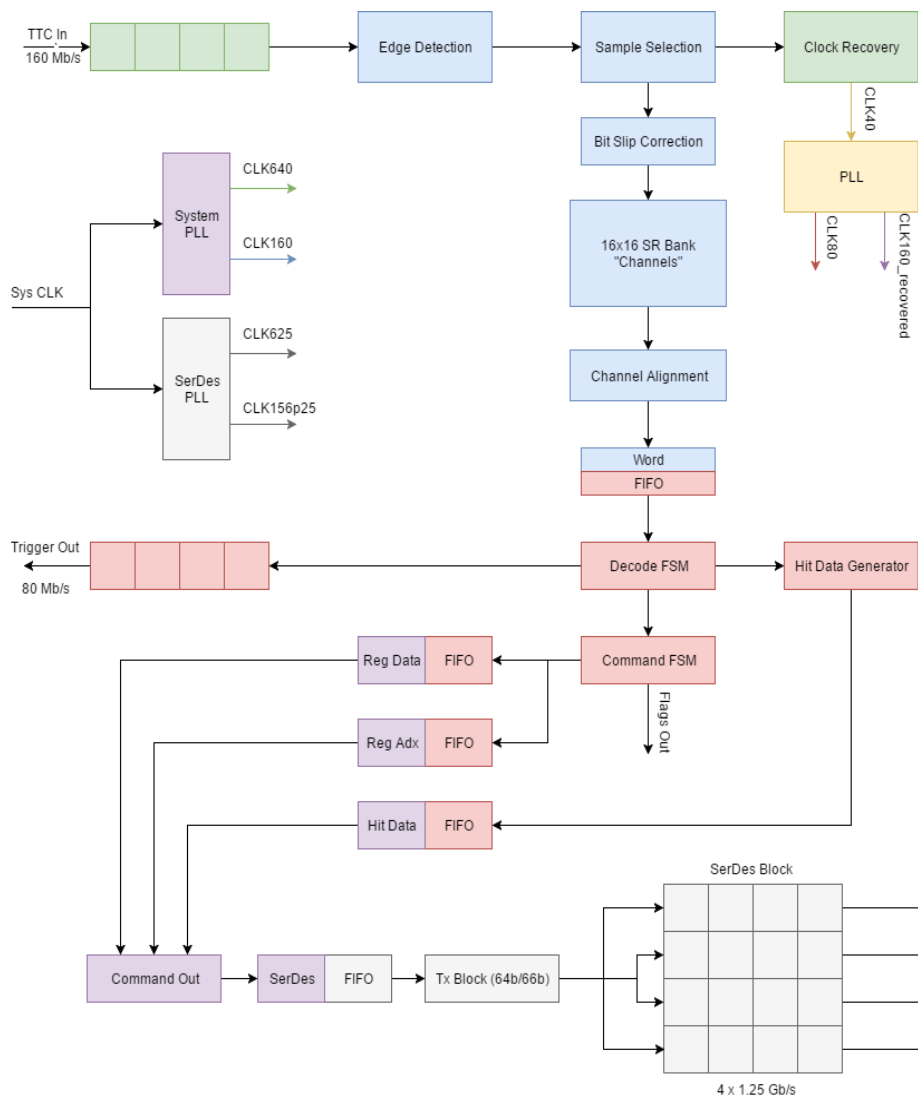 TTC In
160 Mb/s
Edge Detection
Sample Selection
Clock Recovery
CLK40
Bit Slip Correction
PLL
CLK80
CLK160_recovered
CLK640
System
PLL
CLK160
16x16 SR Bank
"Channels"
Sys CLK
CLK625
SerDes
PLL
CLK156p25
Channel Alignment
Word
FIFO
Trigger Out
80 Mb/s
Decode FSM
Hit Data Generator
Reg Data
FIFO
Command FSM
Flags Out
Reg Adx
FIFO
Hit Data
FIFO
SerDes Block
Command Out
SerDes
FIFO
Tx Block (64b/66b)
4 x 1.25 Gb/s